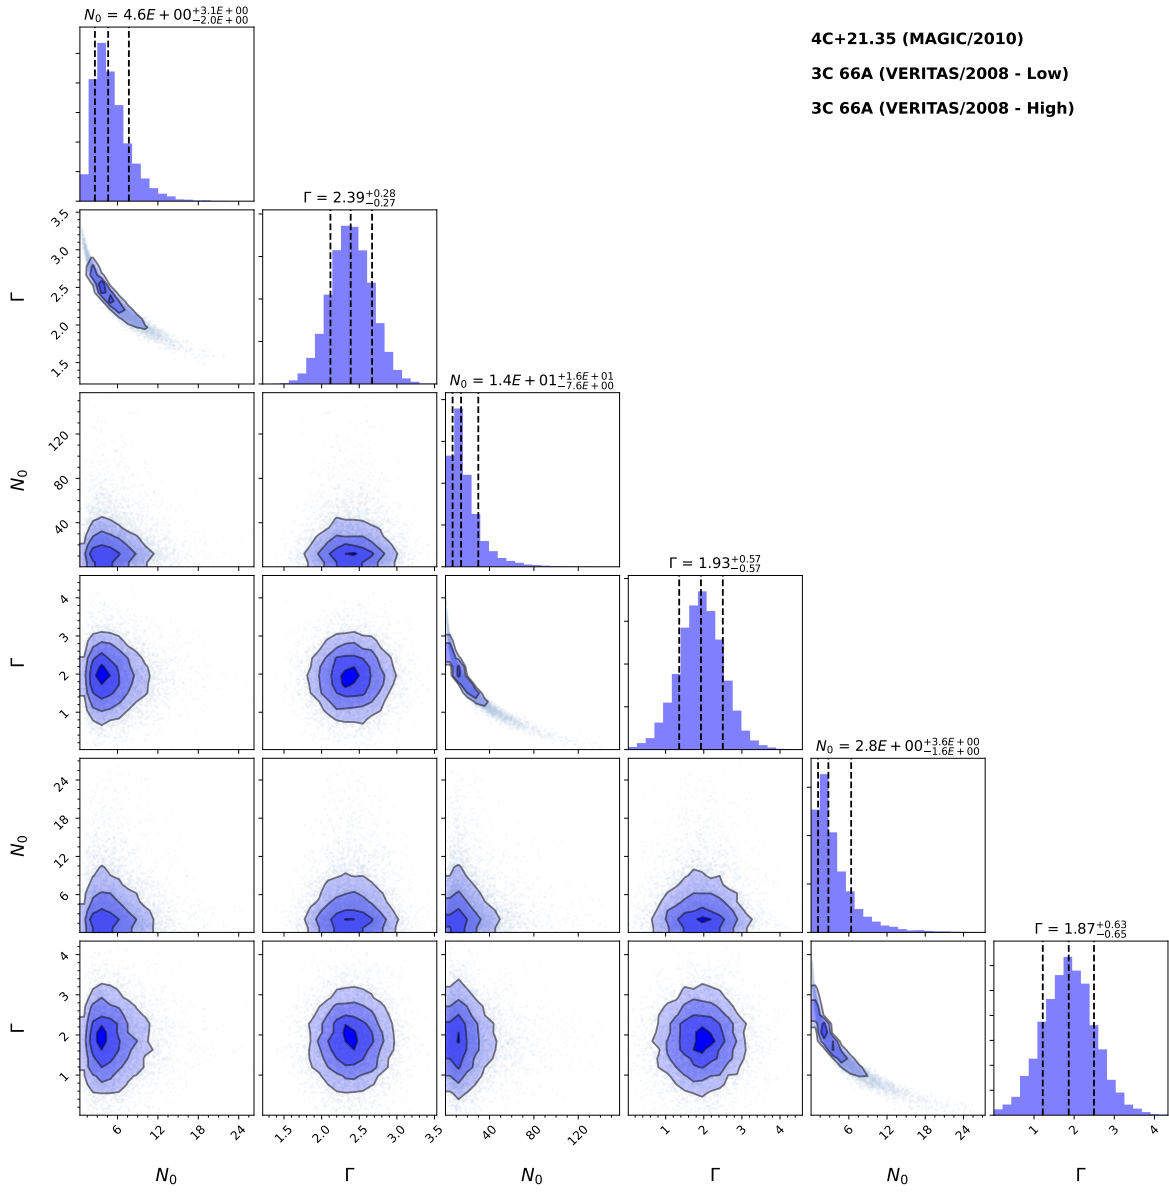 N₀ = 4.6E + 00 +3.1E + 00 −2.0E + 00
4C+21.35 (MAGIC/2010)
3C 66A (VERITAS/2008 - Low)
3C 66A (VERITAS/2008 - High)
Γ = 2.39 +0.28 −0.27
3.5
3.0
2.5
2.0
1.5
Γ
N₀ = 1.4E + 01 +1.6E + 01 −7.6E + 00
120
80
40
N₀
Γ = 1.93 +0.57 −0.57
4
3
2
1
Γ
N₀ = 2.8E + 00 +3.6E + 00 −1.6E + 00
24
18
12
6
N₀
Γ = 1.87 +0.63 −0.65
4
3
2
1
Γ
6 12 18 24 1.5 2.0 2.5 3.0 3.5 40 80 120 1 2 3 4 6 12 18 24 1 2 3 4
N₀ Γ N₀ Γ N₀ Γ